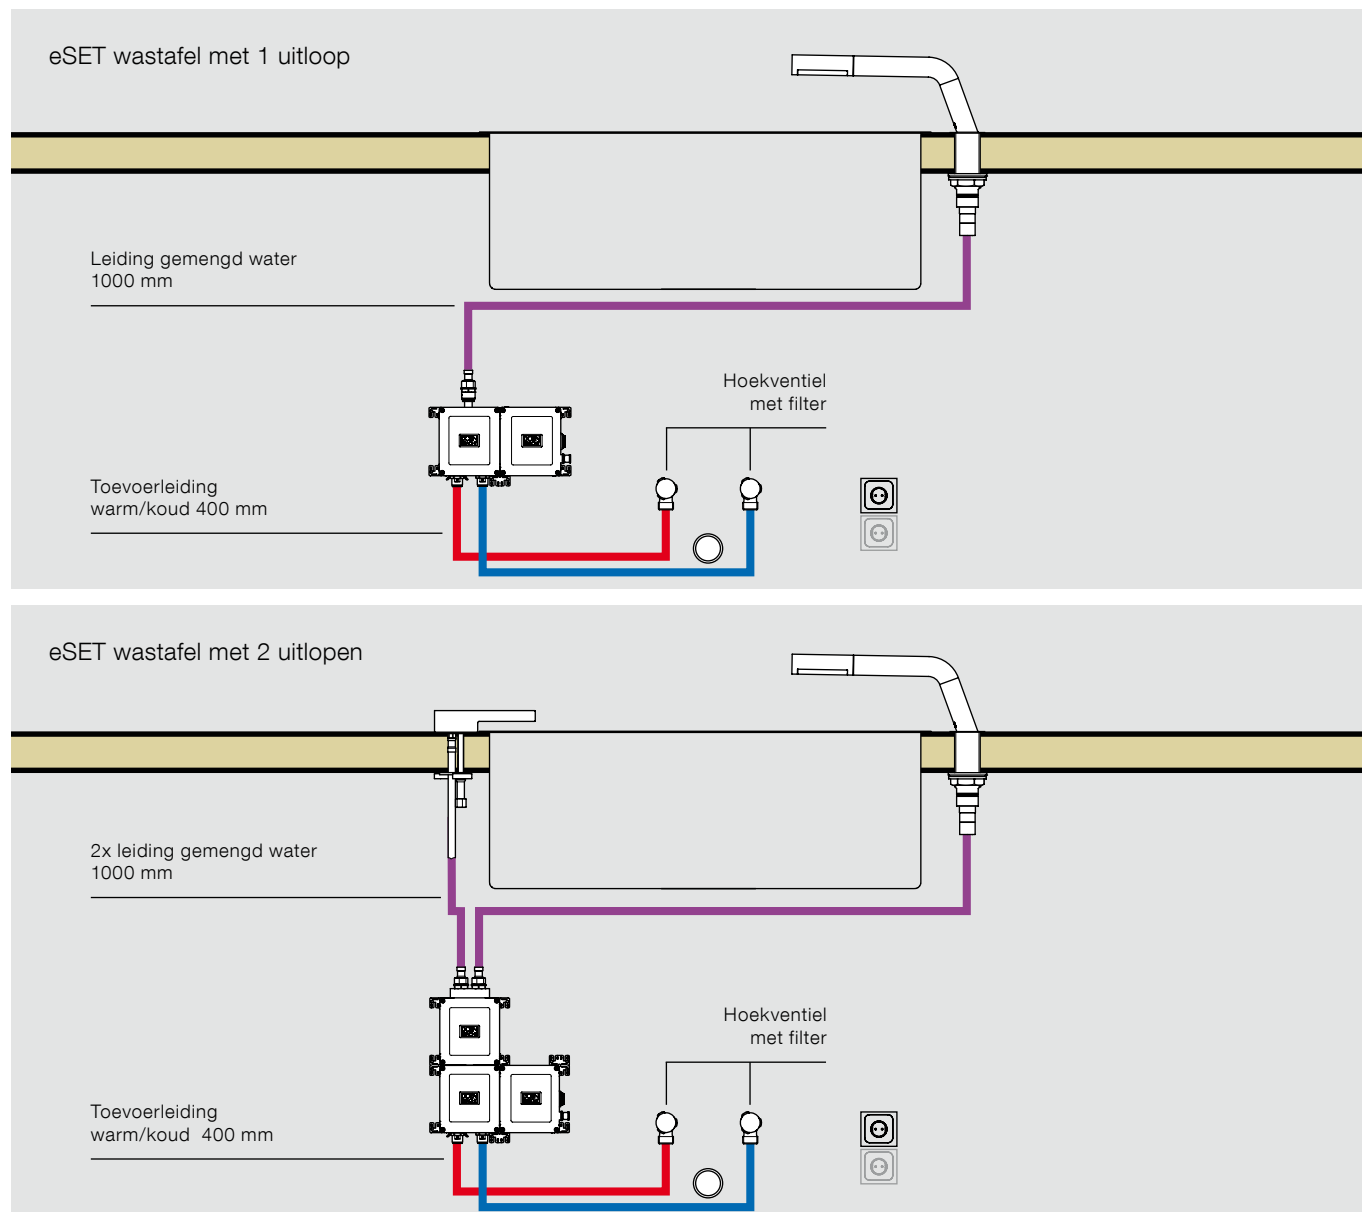 eSET wastafel met 1 uitloop
Leiding gemengd water
1000 mm
Hoekventiel
met filter
Toevoerleiding
warm/koud 400 mm
eSET wastafel met 2 uitlopen
2x leiding gemengd water
1000 mm
Hoekventiel
met filter
Toevoerleiding
warm/koud  400 mm